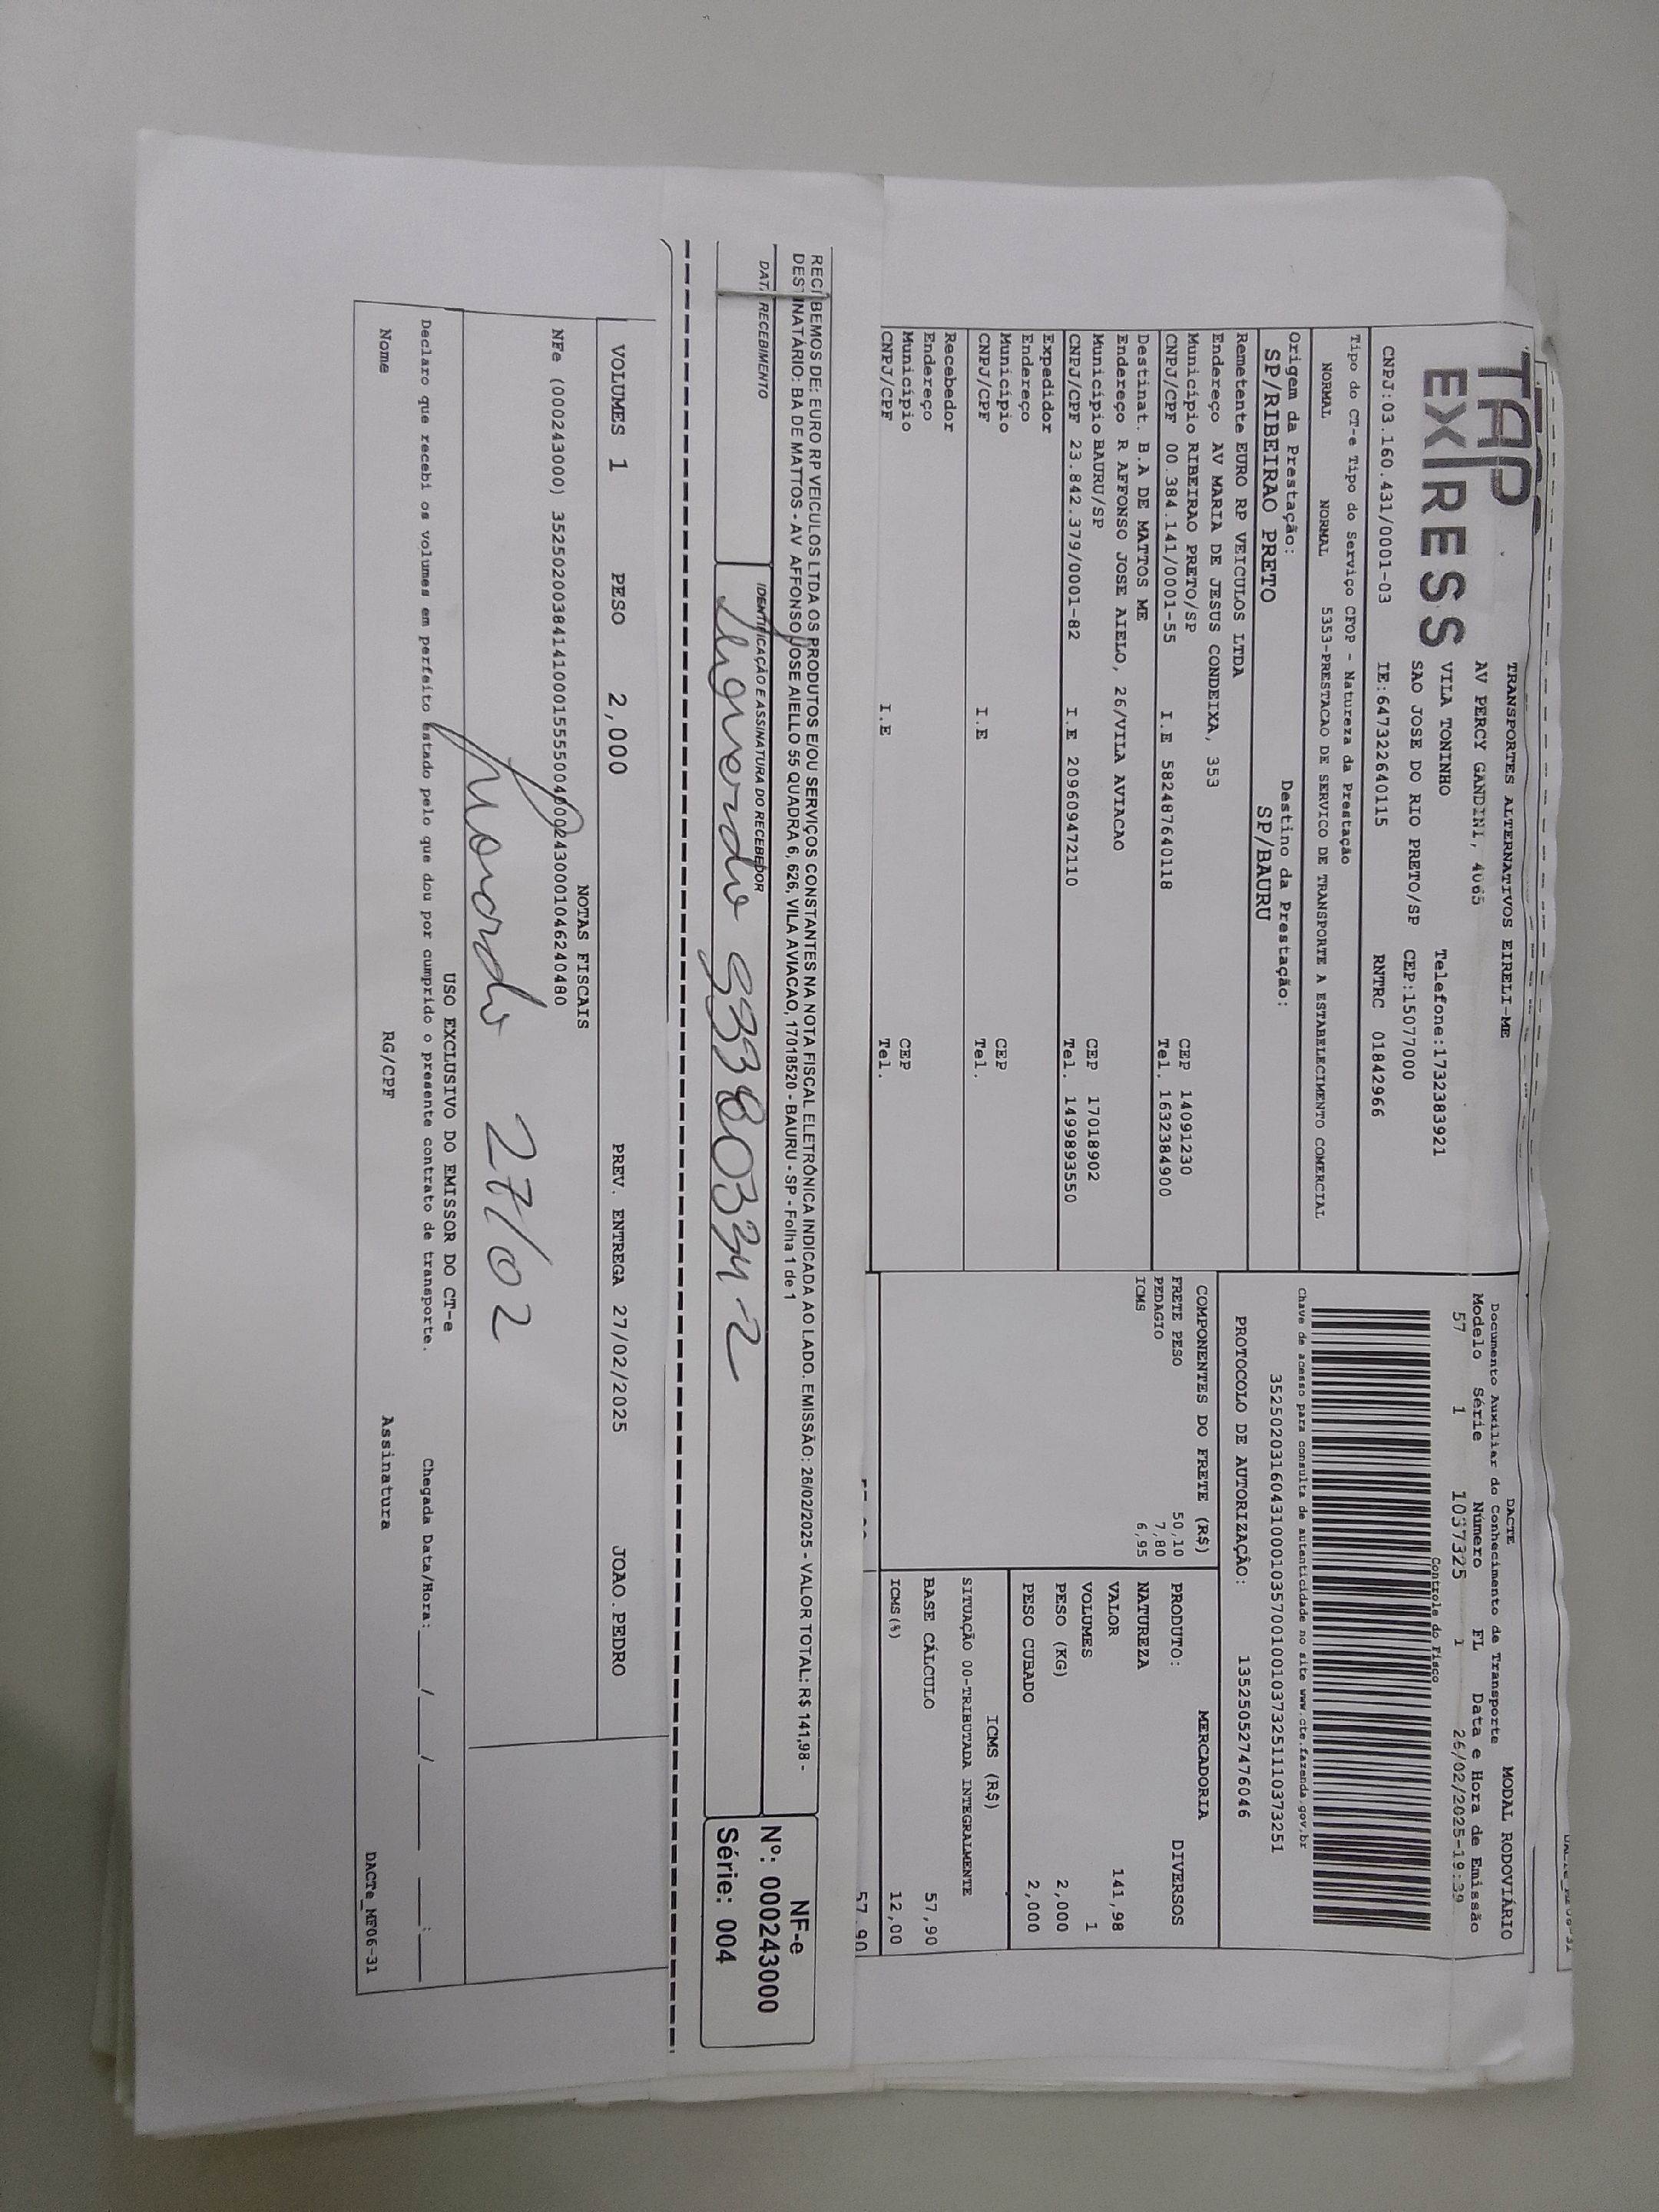 TAP
EXPRESS
TRANSPORTES ALTERNATIVOS EIRELI-ME
AV PERCY GANDINI, 4065
VILA TONINHO Telefone:1732383921
SAO JOSE DO RIO PRETO/SP CEP:15077000
CNPJ:03.160.431/0001-03 IE:647322640115 RNTRC 01842966
Tipo do CT-e Tipo do Serviço CFOP - Natureza da Prestação
NORMAL NORMAL 5353-PRESTACAO DE SERVICO DE TRANSPORTE A ESTABELECIMENTO COMERCIAL
Origem da Prestação: Destino da Prestação:
SP/RIBEIRAO PRETO SP/BAURU
Remetente EURO RP VEICULOS LTDA
Endereço AV MARIA DE JESUS CONDEIXA, 353
Município RIBEIRAO PRETO/SP CEP 14091230
CNPJ/CPF 00.384.141/0001-55 I.E 582487640118 Tel. 1632384900
Destinat. B.A DE MATTOS ME
Endereço R AFFONSO JOSE AIELO, 26/VILA AVIACAO
Município BAURU/SP CEP 17018902
CNPJ/CPF 23.842.379/0001-82 I.E 209609472110 Tel. 1499893550
Expedidor
Endereço
Município CEP
CNPJ/CPF I.E Tel.
Recebedor
Endereço
Município CEP
CNPJ/CPF I.E Tel.
DACTE MODAL RODOVIÁRIO
Documento Auxiliar do Conhecimento de Transporte
Modelo Série Número FL Data e Hora de Emissão
57 1 1037325 1 26/02/2025-19:39
Controle do Fisco
Chave de acesso para consulta de autenticidade no site www.cte.fazenda.gov.br
35250203160431000103570010010373251110373251
PROTOCOLO DE AUTORIZAÇÃO: 135250527476046
COMPONENTES DO FRETE (R$)
FRETE PESO 50,10
PEDAGIO 7,80
ICMS 6,95
MERCADORIA
PRODUTO: DIVERSOS
NATUREZA
VALOR 141,98
VOLUMES 1
PESO (KG) 2,000
PESO CUBADO 2,000
ICMS (R$)
SITUAÇÃO 00-TRIBUTADA INTEGRALMENTE
BASE CÁLCULO 57,90
ICMS(%) 12,00
57,90
RECEBEMOS DE: EURO RP VEICULOS LTDA OS PRODUTOS E/OU SERVIÇOS CONSTANTES NA NOTA FISCAL ELETRÔNICA INDICADA AO LADO. EMISSÃO: 26/02/2025 - VALOR TOTAL: R$ 141,98 -
DESTINATÁRIO: BA DE MATTOS - AV AFFONSO JOSE AIELLO 55 QUADRA 6, 626, VILA AVIACAO, 17018520 - BAURU - SP - Folha 1 de 1
DATA RECEBIMENTO IDENTIFICAÇÃO E ASSINATURA DO RECEBEDOR
NF-e
Nº: 000243000
Série: 004
VOLUMES 1 PESO 2,000 PREV. ENTREGA 27/02/2025 JOAO.PEDRO
NOTAS FISCAIS
NFe (000243000) 35250200384141000155550040002430001046240480
27/02
USO EXCLUSIVO DO EMISSOR DO CT-e
Declaro que recebi os volumes em perfeito estado pelo que dou por cumprido o presente contrato de transporte. Chegada Data/Hora: ____/____/____ ____:____
Nome RG/CPF Assinatura
DACTe_MF06-31